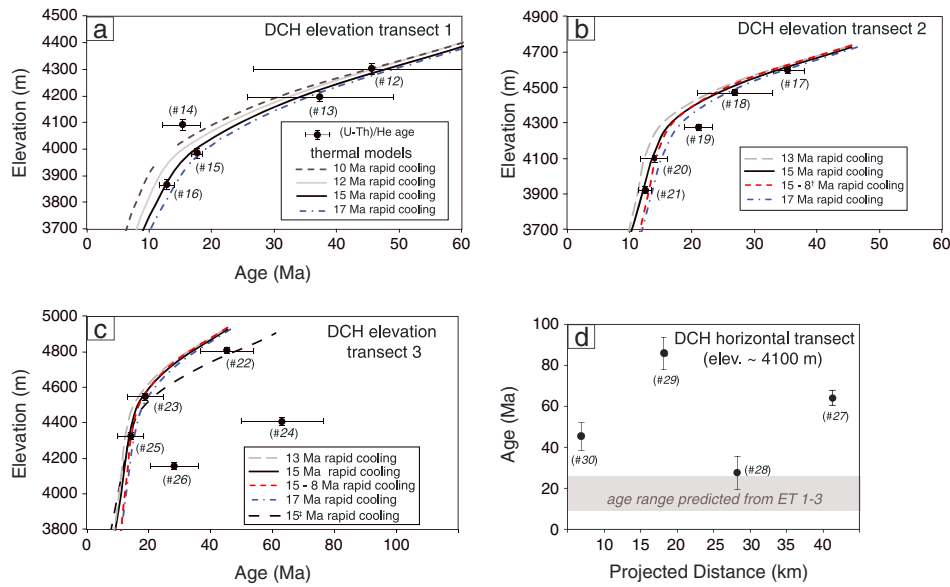 a
DCH elevation transect 1
Elevation (m)
4500
4400
4300
4200
4100
4000
3900
3800
3700
(#12)
(#13)
(#14)
(#15)
(#16)
(U-Th)/He age
thermal models
10 Ma rapid cooling
12 Ma rapid cooling
15 Ma rapid cooling
17 Ma rapid cooling
0 10 20 30 40 50 60
Age (Ma)
b
DCH elevation transect 2
Elevation (m)
4900
4700
4500
4300
4100
3900
3700
(#17)
(#18)
(#19)
(#20)
(#21)
13 Ma rapid cooling
15 Ma rapid cooling
15 - 8† Ma rapid cooling
17 Ma rapid cooling
0 10 20 30 40 50 60
c
DCH elevation
transect 3
Elevation (m)
5000
4800
4600
4400
4200
4000
3800
(#22)
(#23)
(#24)
(#25)
(#26)
13 Ma rapid cooling
15 Ma rapid cooling
15 - 8 Ma rapid cooling
17 Ma rapid cooling
15‡ Ma rapid cooling
0 20 40 60 80 100
Age (Ma)
d
DCH horizontal transect
(elev. ~ 4100 m)
Age (Ma)
100
80
60
40
20
0
(#29)
(#27)
(#30)
(#28)
age range predicted from ET 1-3
10 20 30 40
Projected Distance (km)